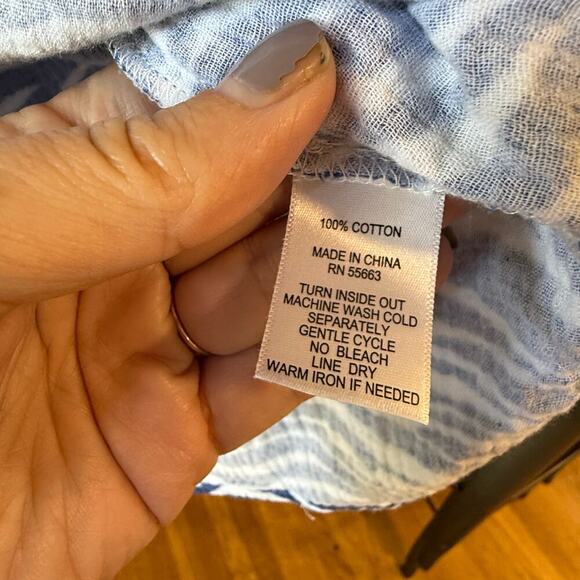 100% COTTON
MADE IN CHINA
RN 55663
TURN INSIDE OUT
MACHINE WASH COLD
SEPARATELY
GENTLE CYCLE
NO BLEACH
LINE DRY
WARM IRON IF NEEDED